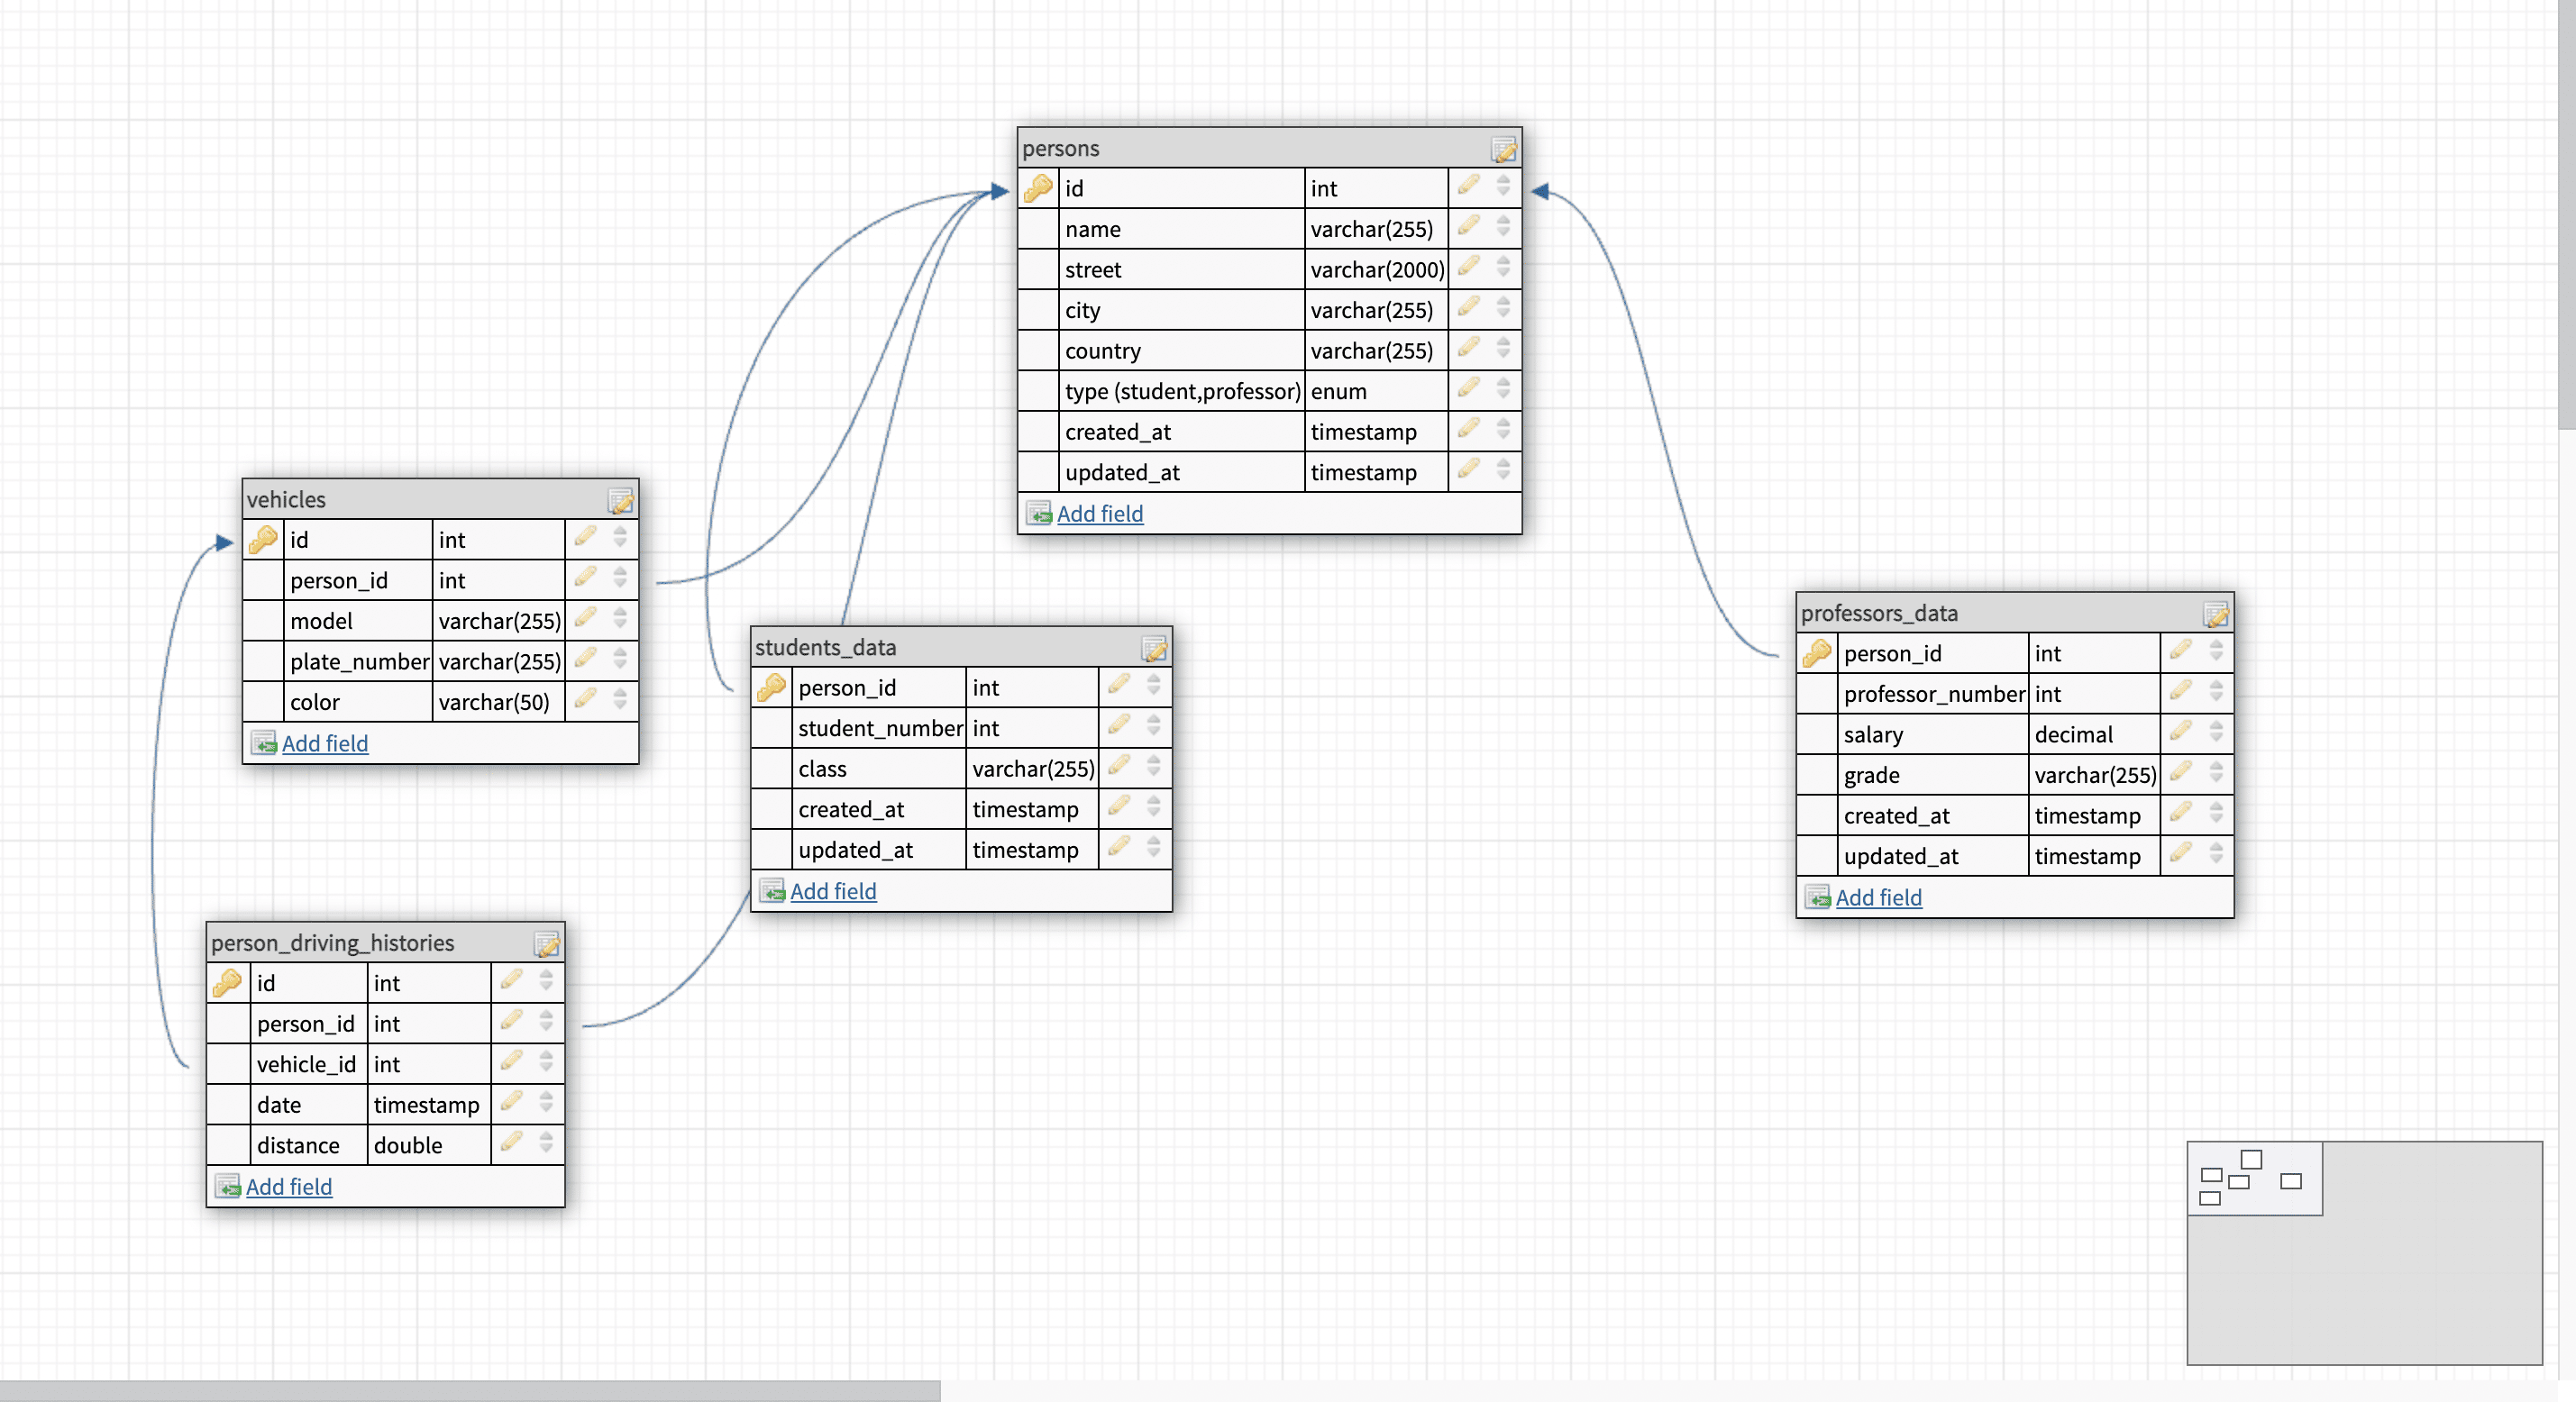 persons
id int
name varchar(255)
street varchar(2000)
city varchar(255)
country varchar(255)
type (student,professor) enum
created_at timestamp
updated_at timestamp
Add field
vehicles
id int
person_id int
model varchar(255)
plate_number varchar(255)
color varchar(50)
Add field
students_data
person_id int
student_number int
class varchar(255)
created_at timestamp
updated_at timestamp
Add field
professors_data
person_id int
professor_number int
salary decimal
grade varchar(255)
created_at timestamp
updated_at timestamp
Add field
person_driving_histories
id int
person_id int
vehicle_id int
date timestamp
distance double
Add field